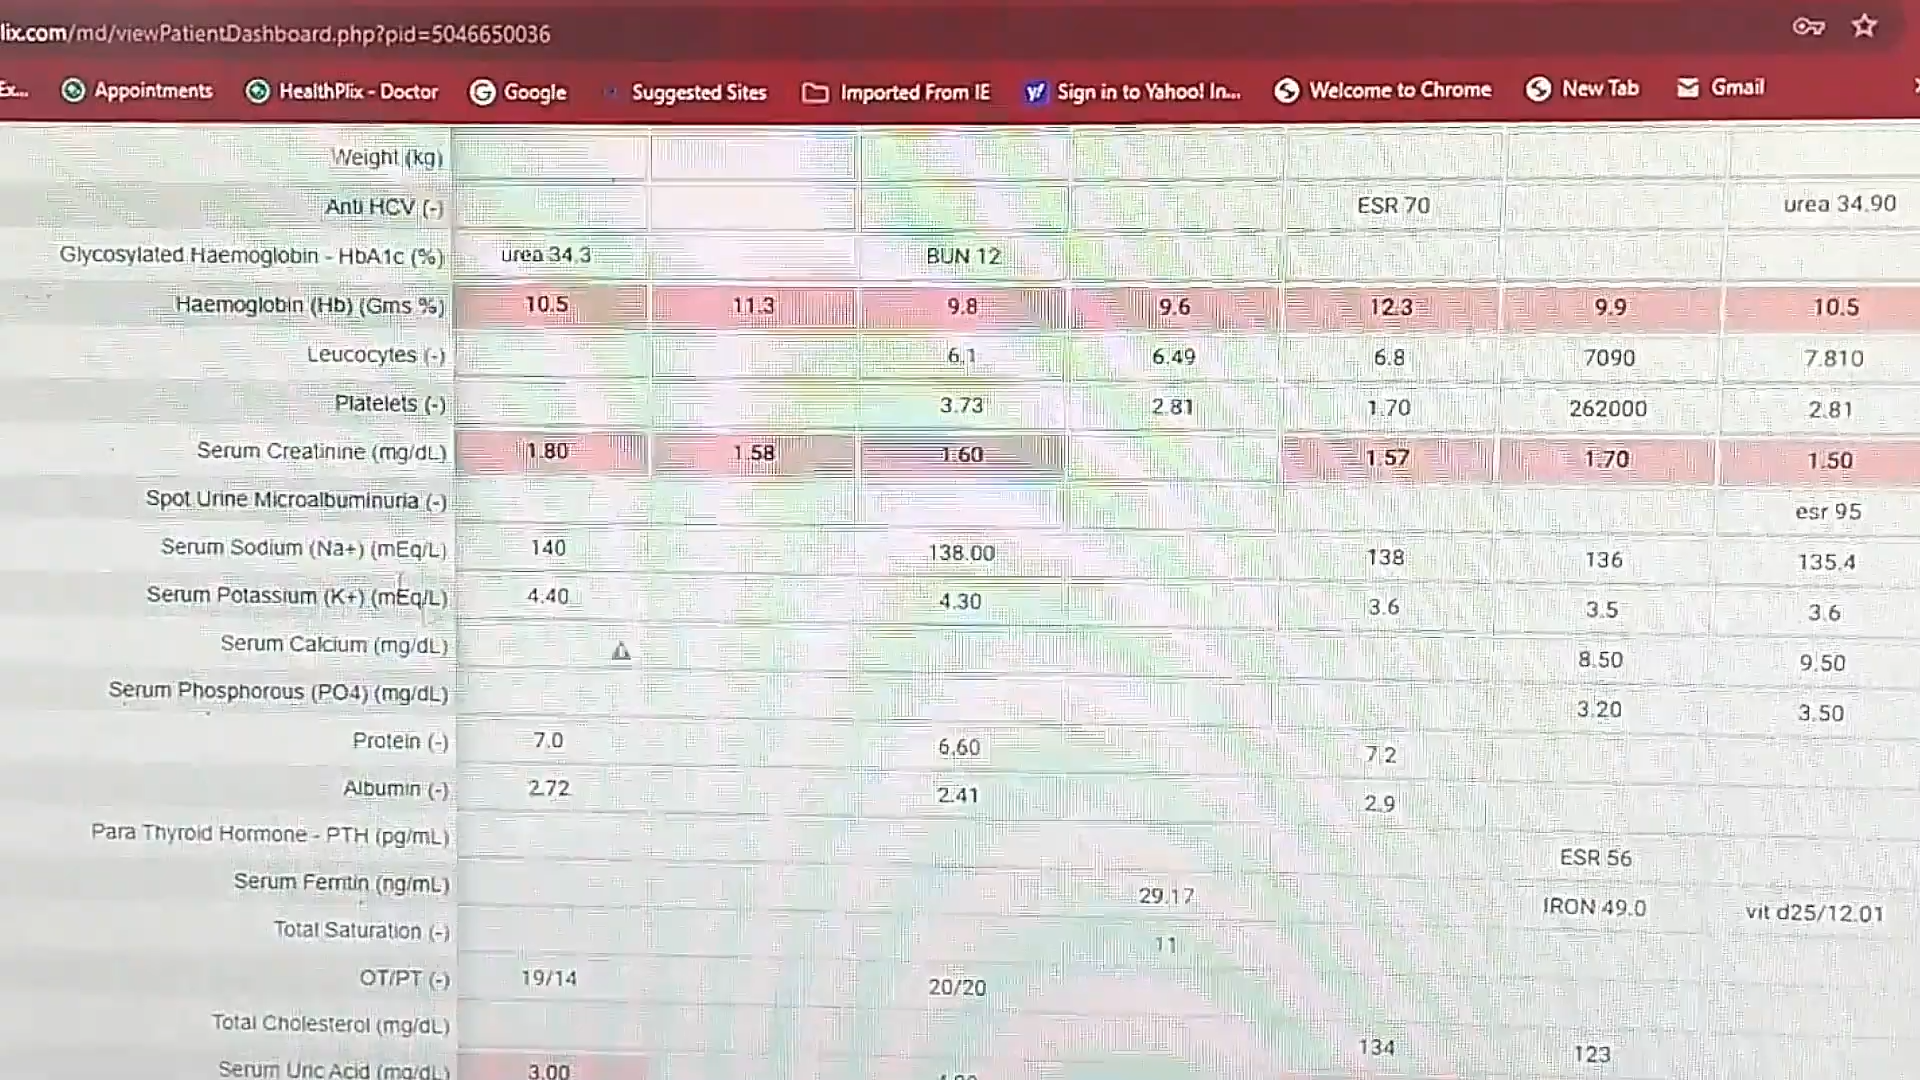 lix.com/md/viewPatientDashboard.php?pid=5046650036
Ex... Appointments HealthPlix - Doctor Google Suggested Sites Imported From IE Sign in to Yahoo! In... Welcome to Chrome New Tab Gmail
Weight (kg)
Anti HCV (-) ESR 70 urea 34.90
Glycosylated Haemoglobin - HbA1c (%) urea 34.3 BUN 12
Haemoglobin (Hb) (Gms %) 10.5 11.3 9.8 9.6 12.3 9.9 10.5
Leucocytes (-) 6.1 6.49 6.8 7090 7.810
Platelets (-) 3.73 2.81 1.70 262000 2.81
Serum Creatinine (mg/dL) 1.80 1.58 1.60 1.57 1.70 1.50
Spot Urine Microalbuminuria (-) esr 95
Serum Sodium (Na+) (mEq/L) 140 138.00 138 136 135.4
Serum Potassium (K+) (mEq/L) 4.40 4.30 3.6 3.5 3.6
Serum Calcium (mg/dL) 8.50 9.50
Serum Phosphorous (PO4) (mg/dL) 3.20 3.50
Protein (-) 7.0 6.60 7.2
Albumin (-) 2.72 2.41 2.9
Para Thyroid Hormone - PTH (pg/mL) ESR 56
Serum Ferritin (ng/mL) 29.17 IRON 49.0 vit d25/12.01
Total Saturation (-) 11
OT/PT (-) 19/14 20/20
Total Cholesterol (mg/dL) 134 123
Serum Uric Acid (mg/dL) 3.00